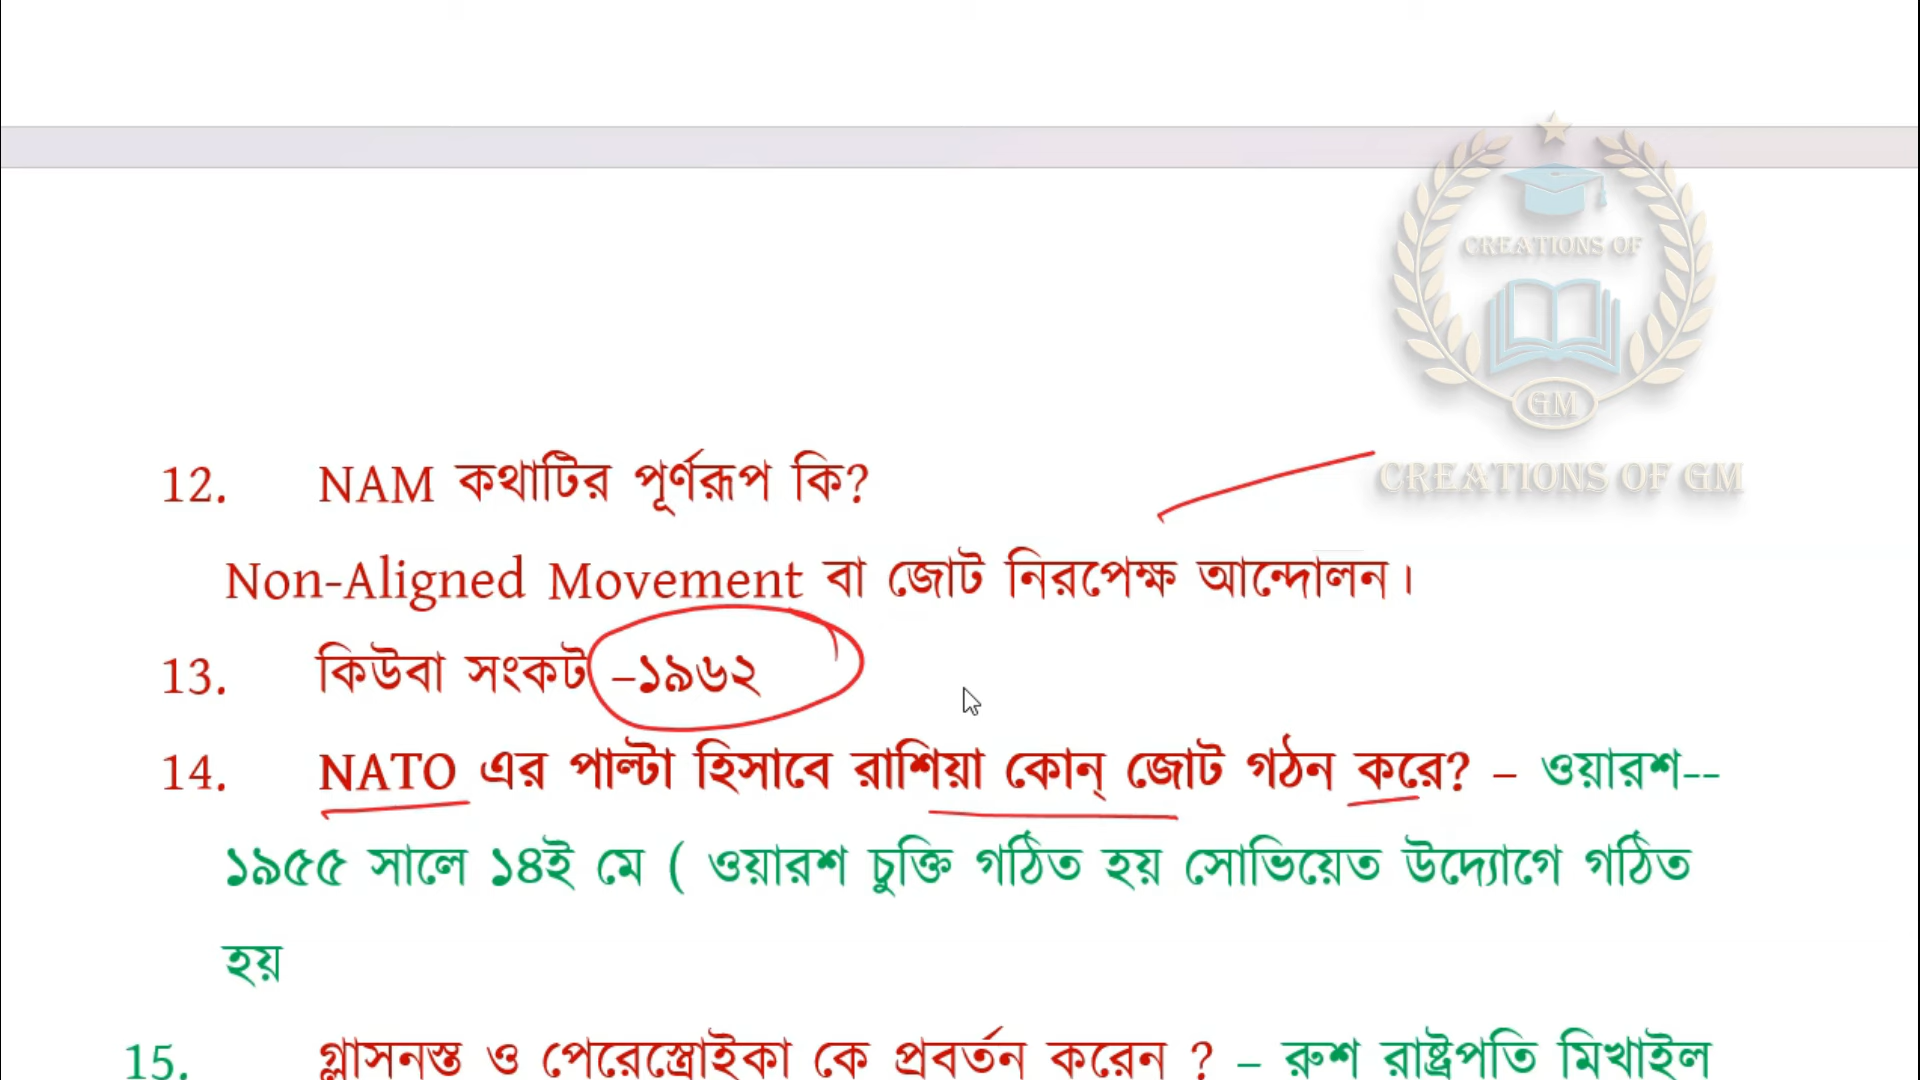 CREATIONS OF
GM
CREATIONS OF GM
12. NAM কথাটির পূর্ণরূপ কি?
Non-Aligned Movement বা জোট নিরপেক্ষ আন্দোলন।
13. কিউবা সংকট –১৯৬২
14. NATO এর পাল্টা হিসাবে রাশিয়া কোন্ জোট গঠন করে? – ওয়ারশ--
১৯৫৫ সালে ১৪ই মে ( ওয়ারশ চুক্তি গঠিত হয় সোভিয়েত উদ্যোগে গঠিত
হয়
15. গ্লাসনস্ত ও পেরেস্ত্রোইকা কে প্রবর্তন করেন ? – রুশ রাষ্ট্রপতি মিখাইল